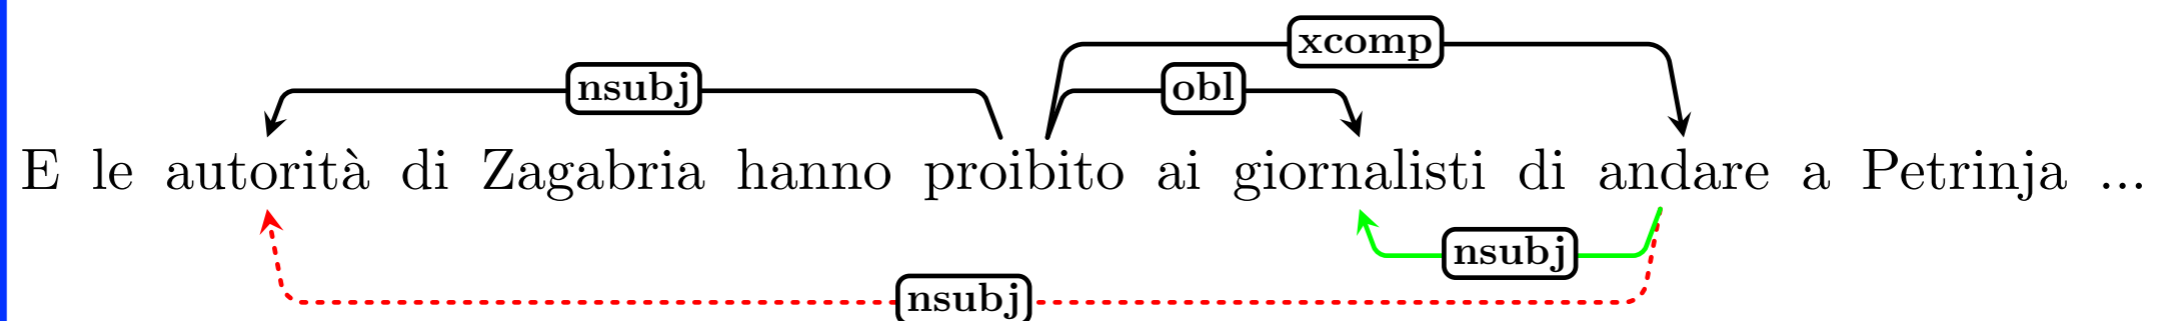 xcomp
nsubj obl
E le autorità di Zagabria hanno proibito ai giornalisti di andare a Petrinja ...
nsubj
nsubj